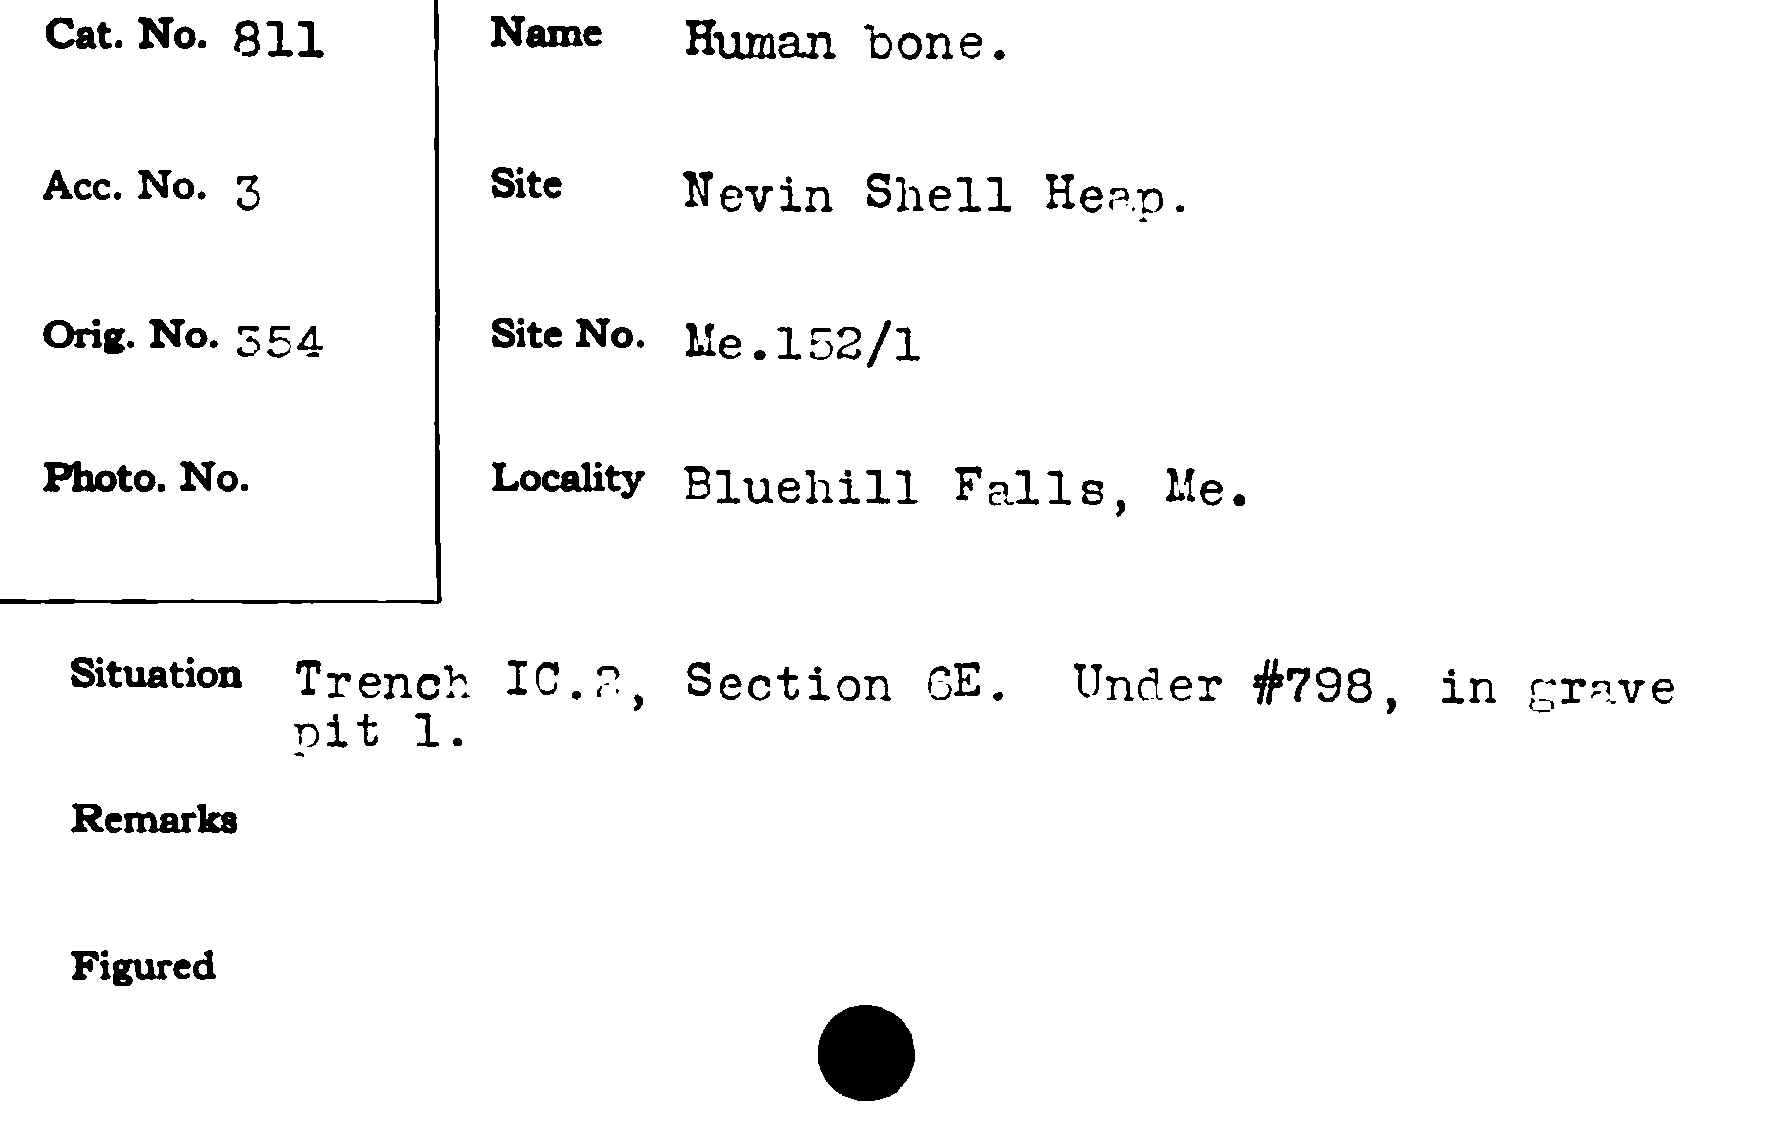 Cat. No. 811
Name Human bone.
Acc. No. 3
Site Nevin Shell Heap.
Orig. No. 354
Site No. Me.152/1
Photo. No.
Locality Bluehill Falls, Me.
Situation Trench IC.2, Section 6E. Under #798, in grave
pit 1.
Remarks
Figured